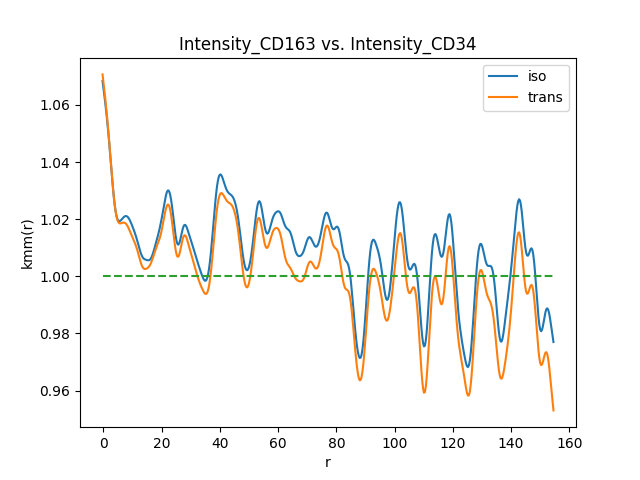 Intensity_CD163 vs. Intensity_CD34
iso
trans
kmm(r)
1.06
1.04
1.02
1.00
0.98
0.96
0 20 40 60 80 100 120 140 160
r